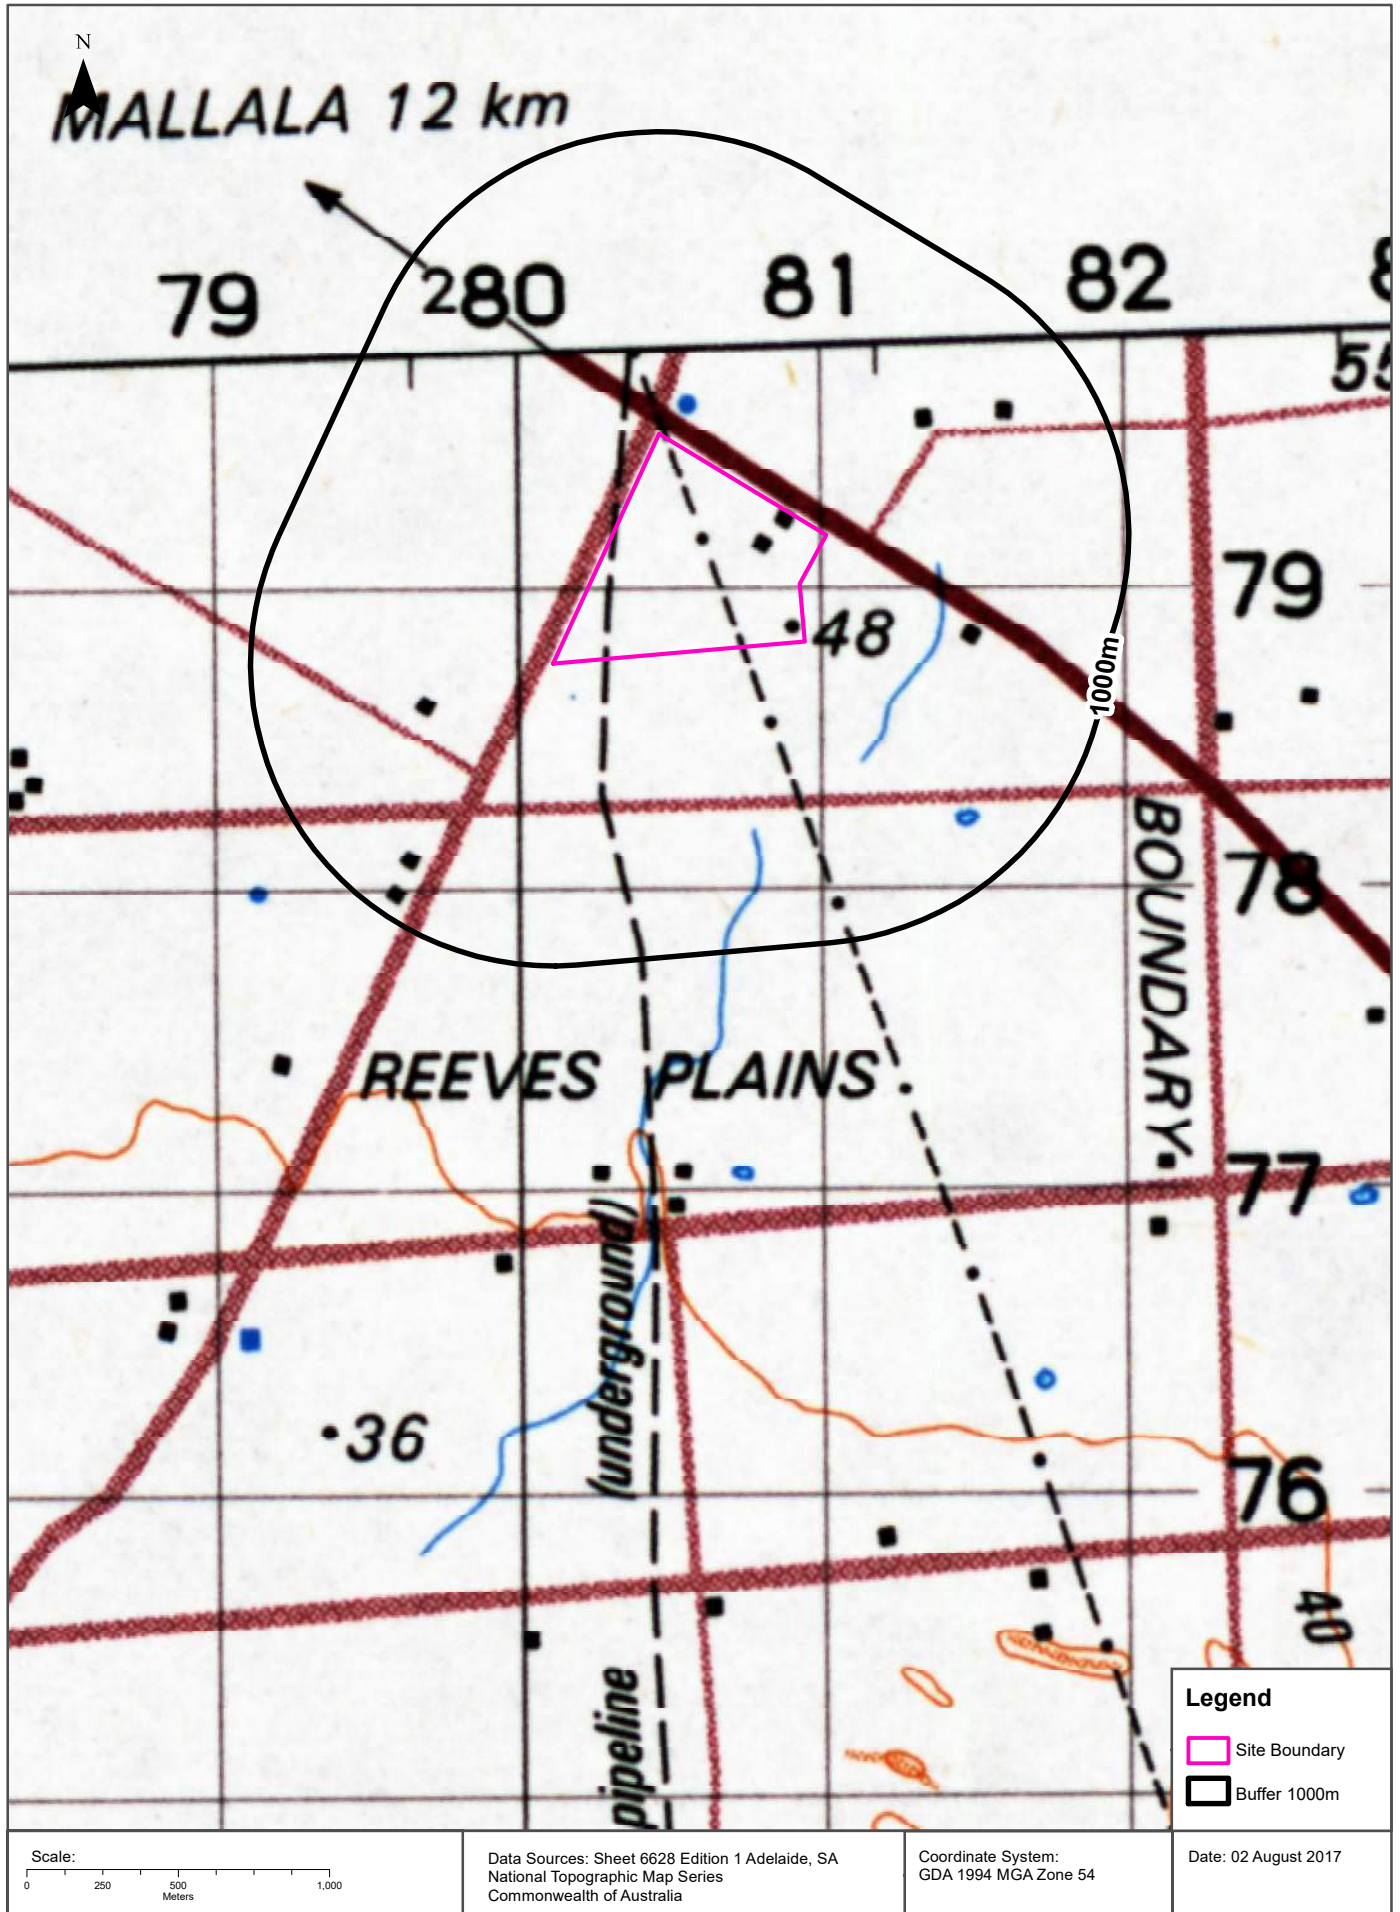 N
MALLALA 12 km
79
280
81
82
55
79
48
1000m
78
BOUNDARY
REEVES PLAINS
77
(underground)
36
76
40
pipeline
Legend
Site Boundary
Buffer 1000m
Scale:
0 250 500 1,000
Meters
Data Sources: Sheet 6628 Edition 1 Adelaide, SA
National Topographic Map Series
Commonwealth of Australia
Coordinate System:
GDA 1994 MGA Zone 54
Date: 02 August 2017